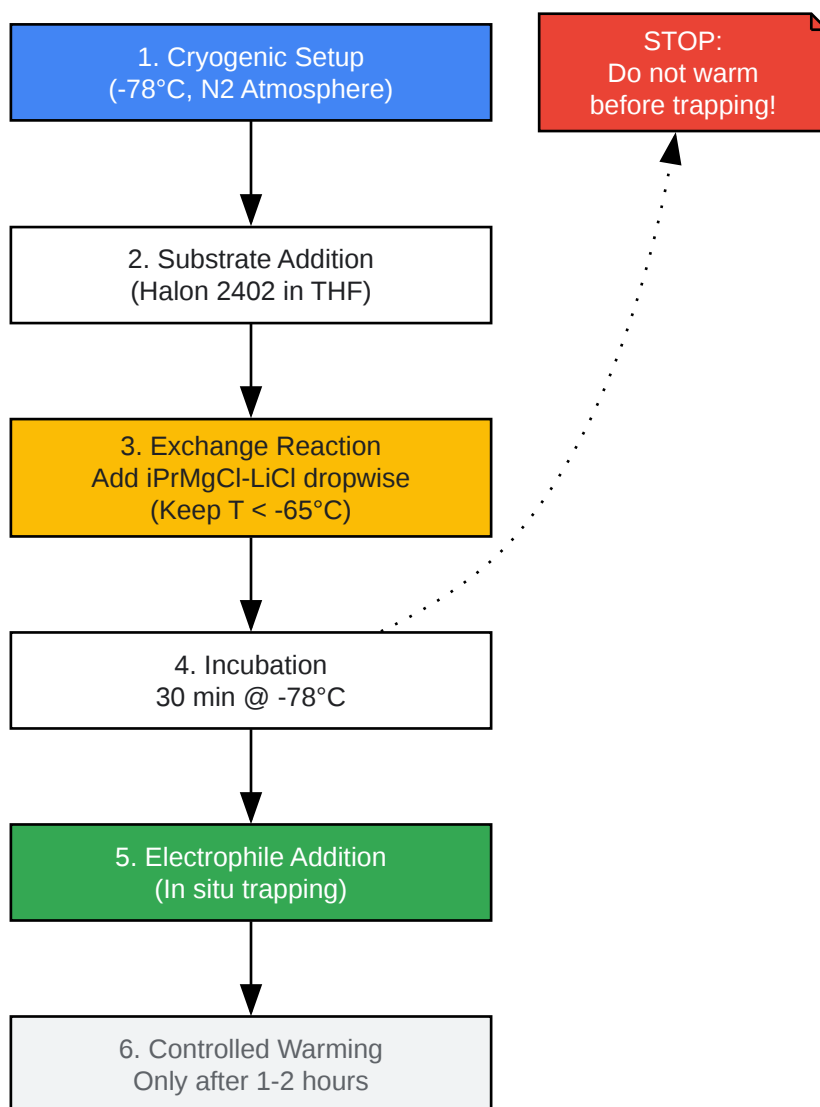 1. Cryogenic Setup
(-78°C, N2 Atmosphere)
STOP:
Do not warm
before trapping!
2. Substrate Addition
(Halon 2402 in THF)
3. Exchange Reaction
Add iPrMgCl-LiCl dropwise
(Keep T < -65°C)
4. Incubation
30 min @ -78°C
5. Electrophile Addition
(In situ trapping)
6. Controlled Warming
Only after 1-2 hours